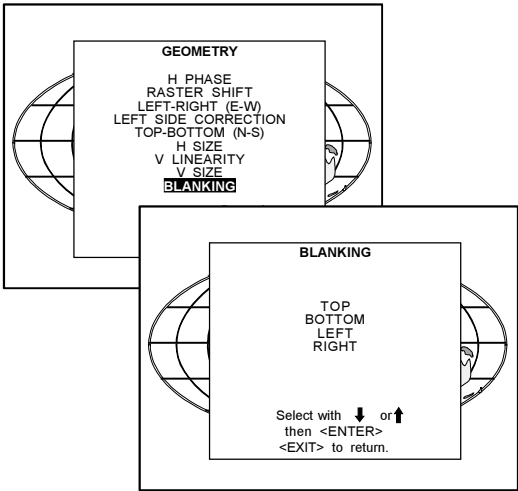 GEOMETRY
H PHASE
RASTER SHIFT
LEFT-RIGHT (E-W)
LEFT SIDE CORRECTION
TOP-BOTTOM (N-S)
H SIZE
V LINEARITY
V SIZE
BLANKING
BLANKING
TOP
BOTTOM
LEFT
RIGHT
Select with ⬇ or ⬆
then <ENTER>
<EXIT> to return.